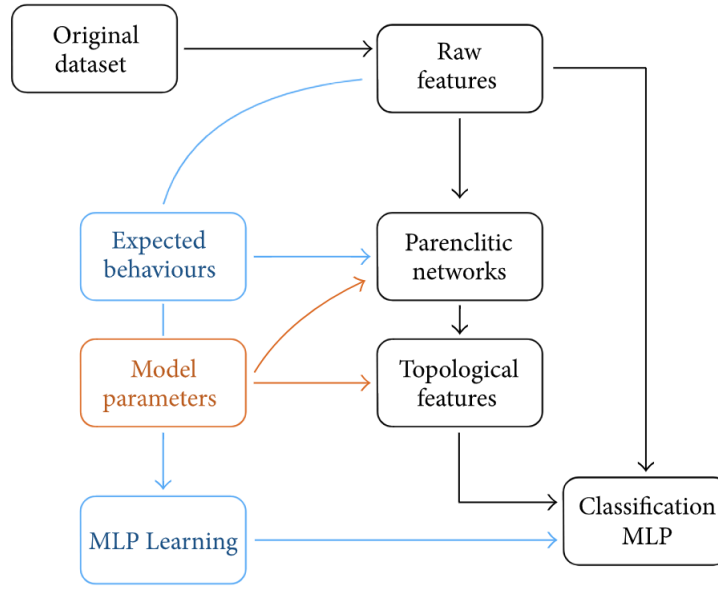 Original
dataset
Raw
features
Expected
behaviours
Parenclitic
networks
Model
parameters
Topological
features
MLP Learning
Classification
MLP